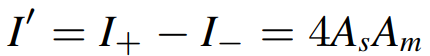 I′ = I₊ − I₋ = 4AₛAₘ